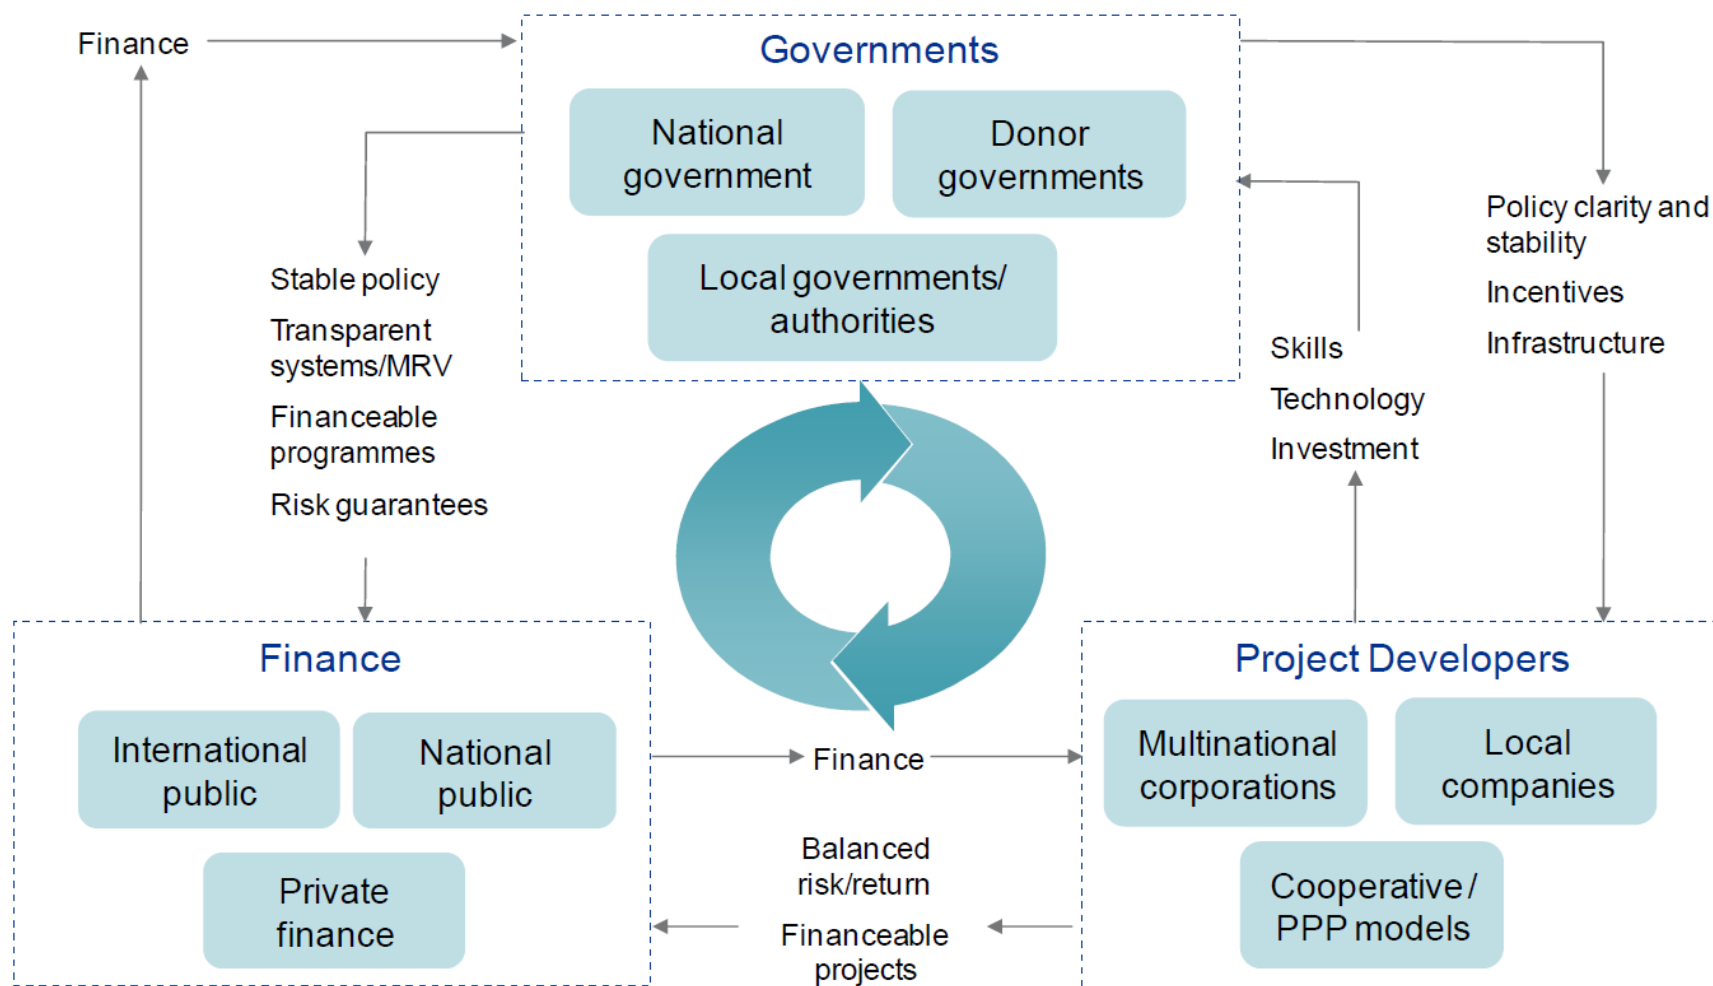 Finance
Governments
National
government
Donor
governments
Local governments/
authorities
Stable policy
Transparent
systems/MRV
Financeable
programmes
Risk guarantees
Skills
Technology
Investment
Policy clarity and
stability
Incentives
Infrastructure
Finance
International
public
National
public
Private
finance
Finance
Balanced
risk/return
Financeable
projects
Project Developers
Multinational
corporations
Local
companies
Cooperative/
PPP models